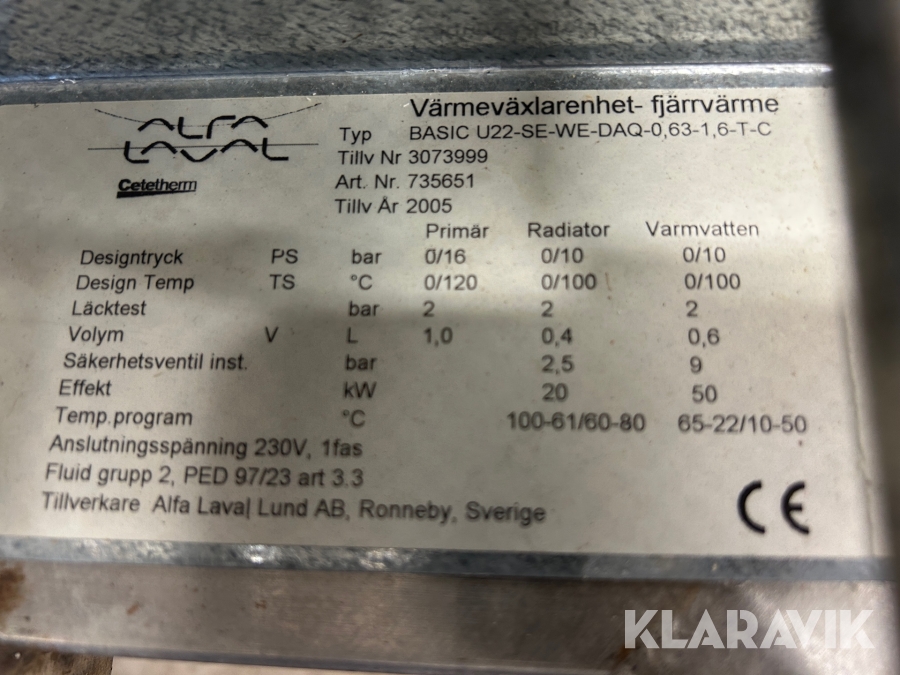 ALFA
LAVAL
Cetetherm
Värmeväxlarenhet- fjärrvärme
Typ BASIC U22-SE-WE-DAQ-0,63-1,6-T-C
Tillv Nr 3073999
Art. Nr. 735651
Tillv År 2005
Primär Radiator Varmvatten
Designtryck PS bar 0/16 0/10 0/10
Design Temp TS °C 0/120 0/100 0/100
Läcktest bar 2 2 2
Volym V L 1,0 0,4 0,6
Säkerhetsventil inst. bar 2,5 9
Effekt kW 20 50
Temp.program °C 100-61/60-80 65-22/10-50
Anslutningsspänning 230V, 1fas
Fluid grupp 2, PED 97/23 art 3.3
Tillverkare Alfa Laval Lund AB, Ronneby, Sverige
CE
KLARAVIK